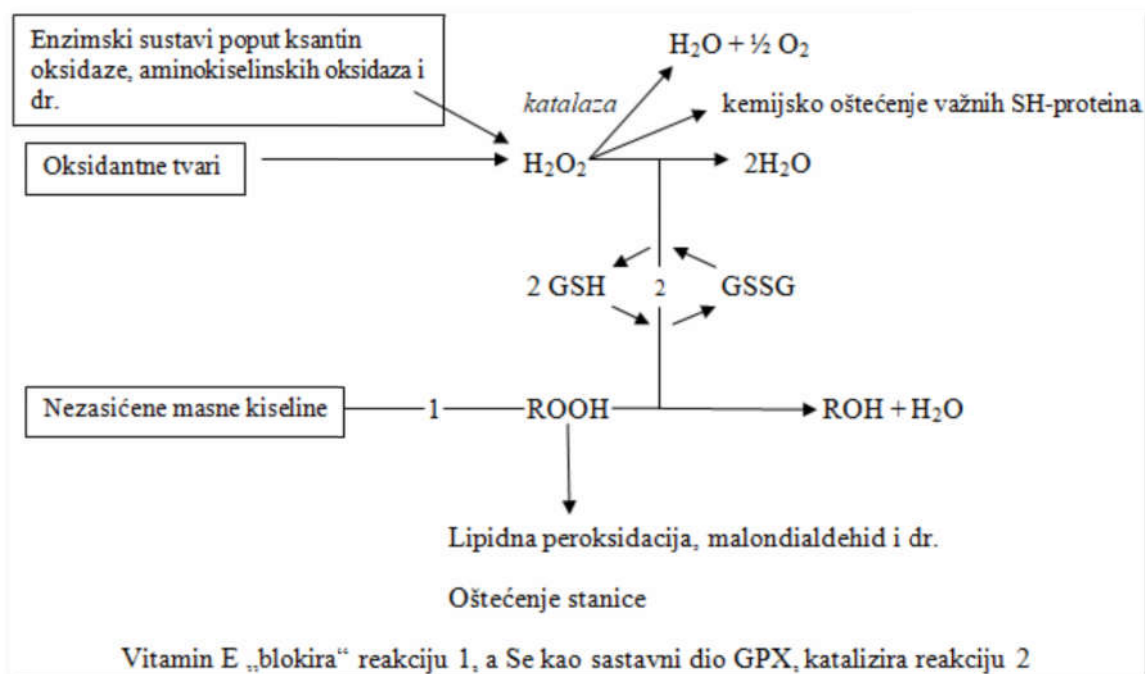 Enzimski sustavi poput ksantin
oksidaze, aminokiselinskih oksidaza i
dr.
H₂O + ½ O₂
katalaza
kemijsko oštećenje važnih SH-proteina
Oksidantne tvari
H₂O₂
2H₂O
2 GSH
2
GSSG
Nezasićene masne kiseline
1
ROOH
ROH + H₂O
Lipidna peroksidacija, malondialdehid i dr.
Oštećenje stanice
Vitamin E „blokira“ reakciju 1, a Se kao sastavni dio GPX, katalizira reakciju 2